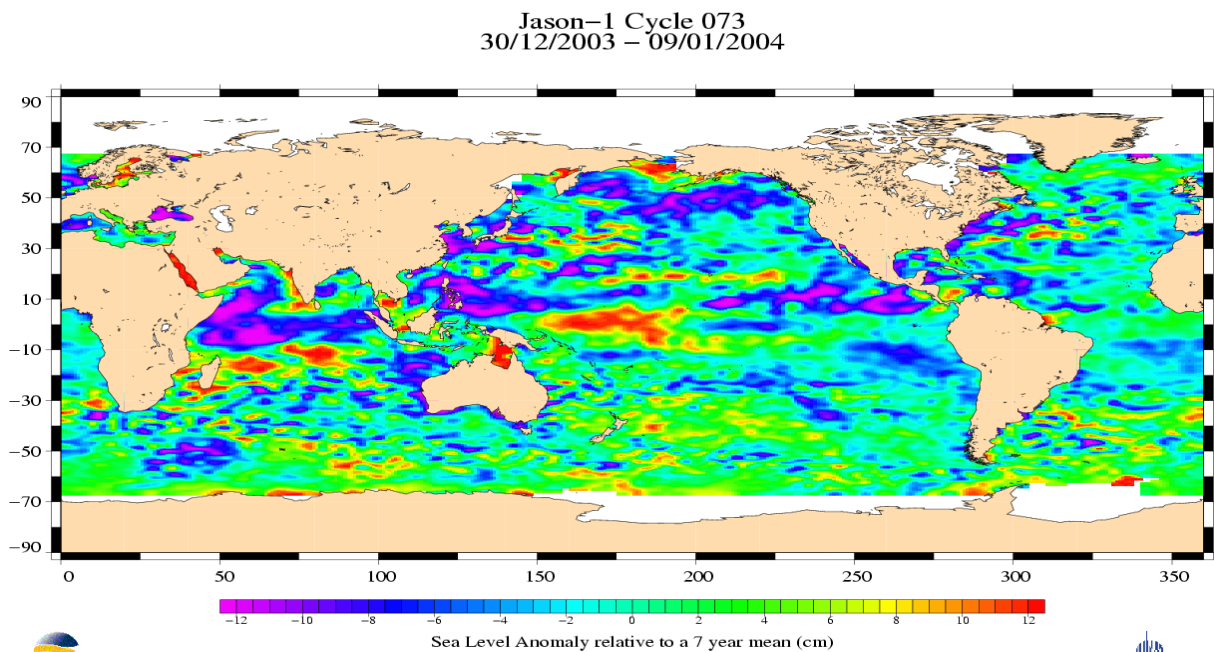 Jason−1 Cycle 073
30/12/2003 − 09/01/2004
90
70
50
30
10
−10
−30
−50
−70
−90
0 50 100 150 200 250 300 350
−12 −10 −8 −6 −4 −2 0 2 4 6 8 10 12
Sea Level Anomaly relative to a 7 year mean (cm)